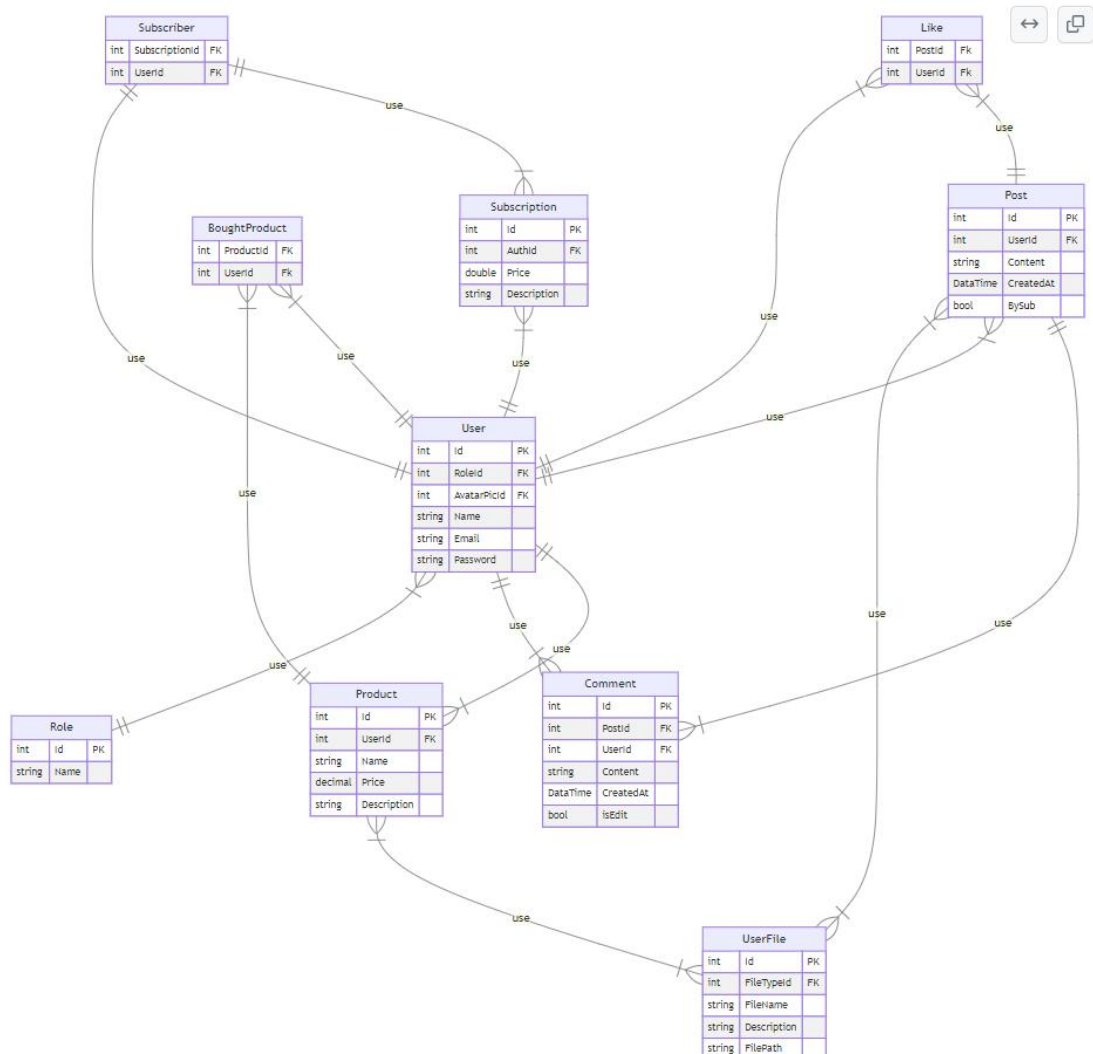 Subscriber
int SubscriptionId FK
int UserId FK
Like
int PostId Fk
int UserId Fk
use
use
Post
int Id PK
int UserId FK
string Content
DataTime CreatedAt
bool BySub
Subscription
int Id PK
int AuthId FK
double Price
string Description
BoughtProduct
int ProductId FK
int UserId Fk
use
use
use
use
use
User
int Id PK
int RoleId FK
int AvatarPicId FK
string Name
string Email
string Password
use
use
use
use
use
use
Product
int Id PK
int UserId FK
string Name
decimal Price
string Description
Comment
int Id PK
int PostId FK
int UserId FK
string Content
DataTime CreatedAt
bool isEdit
Role
int Id PK
string Name
use
UserFile
int Id PK
int FileTypeId FK
string FileName
string Description
string FilePath